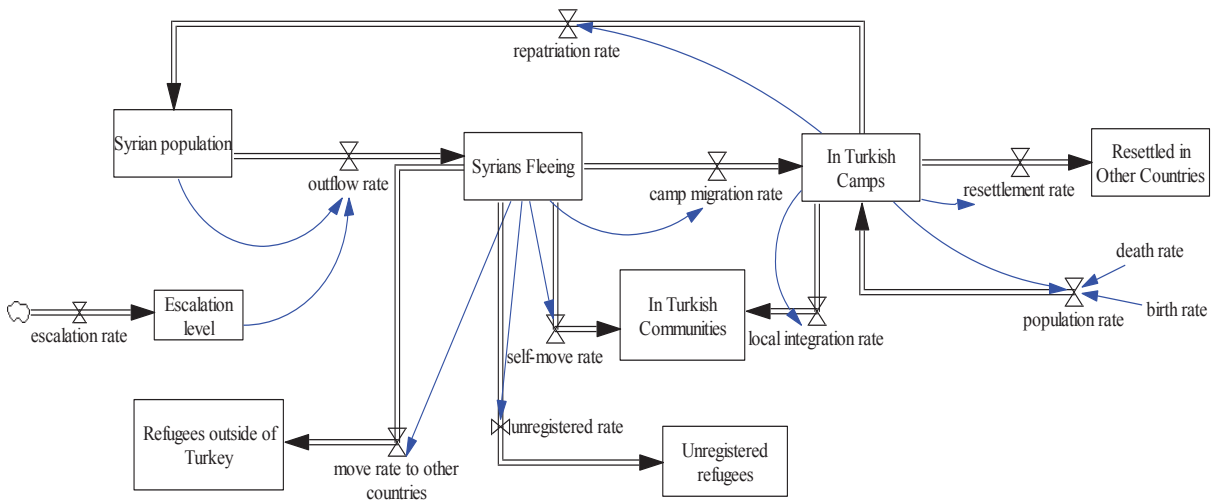 repatriation rate
Syrian population
outflow rate
Syrians Fleeing
camp migration rate
In Turkish
Camps
resettlement rate
Resettled in
Other Countries
death rate
birth rate
population rate
escalation rate
Escalation
level
In Turkish
Communities
local integration rate
self-move rate
Refugees outside of
Turkey
move rate to other
countries
unregistered rate
Unregistered
refugees